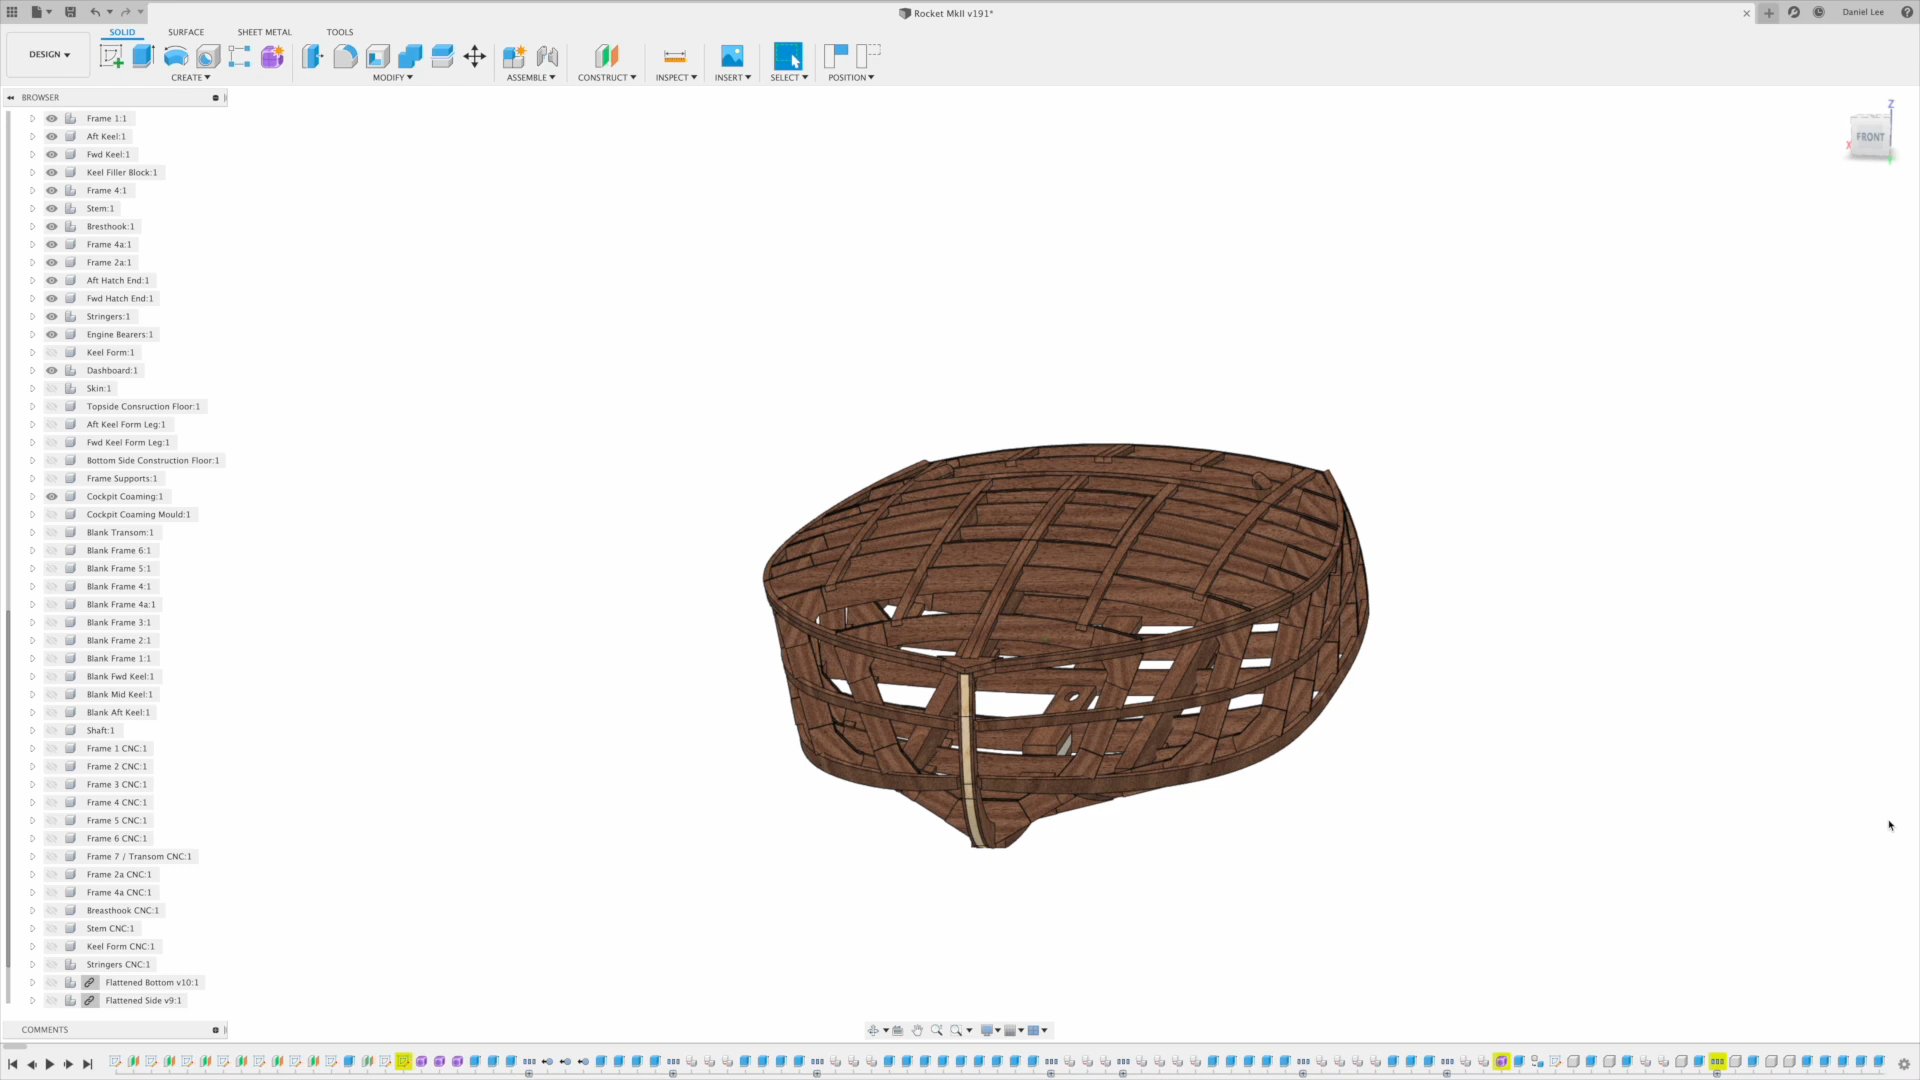 Rocket MkII v191*
Daniel Lee
SOLID
SURFACE
SHEET METAL
TOOLS
DESIGN
CREATE
MODIFY
ASSEMBLE
CONSTRUCT
INSPECT
INSERT
SELECT
POSITION
BROWSER
Z
FRONT
X
Frame 1:1
Aft Keel:1
Fwd Keel:1
Keel Filler Block:1
Frame 4:1
Stem:1
Bresthook:1
Frame 4a:1
Frame 2a:1
Aft Hatch End:1
Fwd Hatch End:1
Stringers:1
Engine Bearers:1
Keel Form:1
Dashboard:1
Skin:1
Topside Consruction Floor:1
Aft Keel Form Leg:1
Fwd Keel Form Leg:1
Bottom Side Construction Floor:1
Frame Supports:1
Cockpit Coaming:1
Cockpit Coaming Mould:1
Blank Transom:1
Blank Frame 6:1
Blank Frame 5:1
Blank Frame 4:1
Blank Frame 4a:1
Blank Frame 3:1
Blank Frame 2:1
Blank Frame 1:1
Blank Fwd Keel:1
Blank Mid Keel:1
Blank Aft Keel:1
Shaft:1
Frame 1 CNC:1
Frame 2 CNC:1
Frame 3 CNC:1
Frame 4 CNC:1
Frame 5 CNC:1
Frame 6 CNC:1
Frame 7 / Transom CNC:1
Frame 2a CNC:1
Frame 4a CNC:1
Breasthook CNC:1
Stem CNC:1
Keel Form CNC:1
Stringers CNC:1
Flattened Bottom v10:1
Flattened Side v9:1
COMMENTS